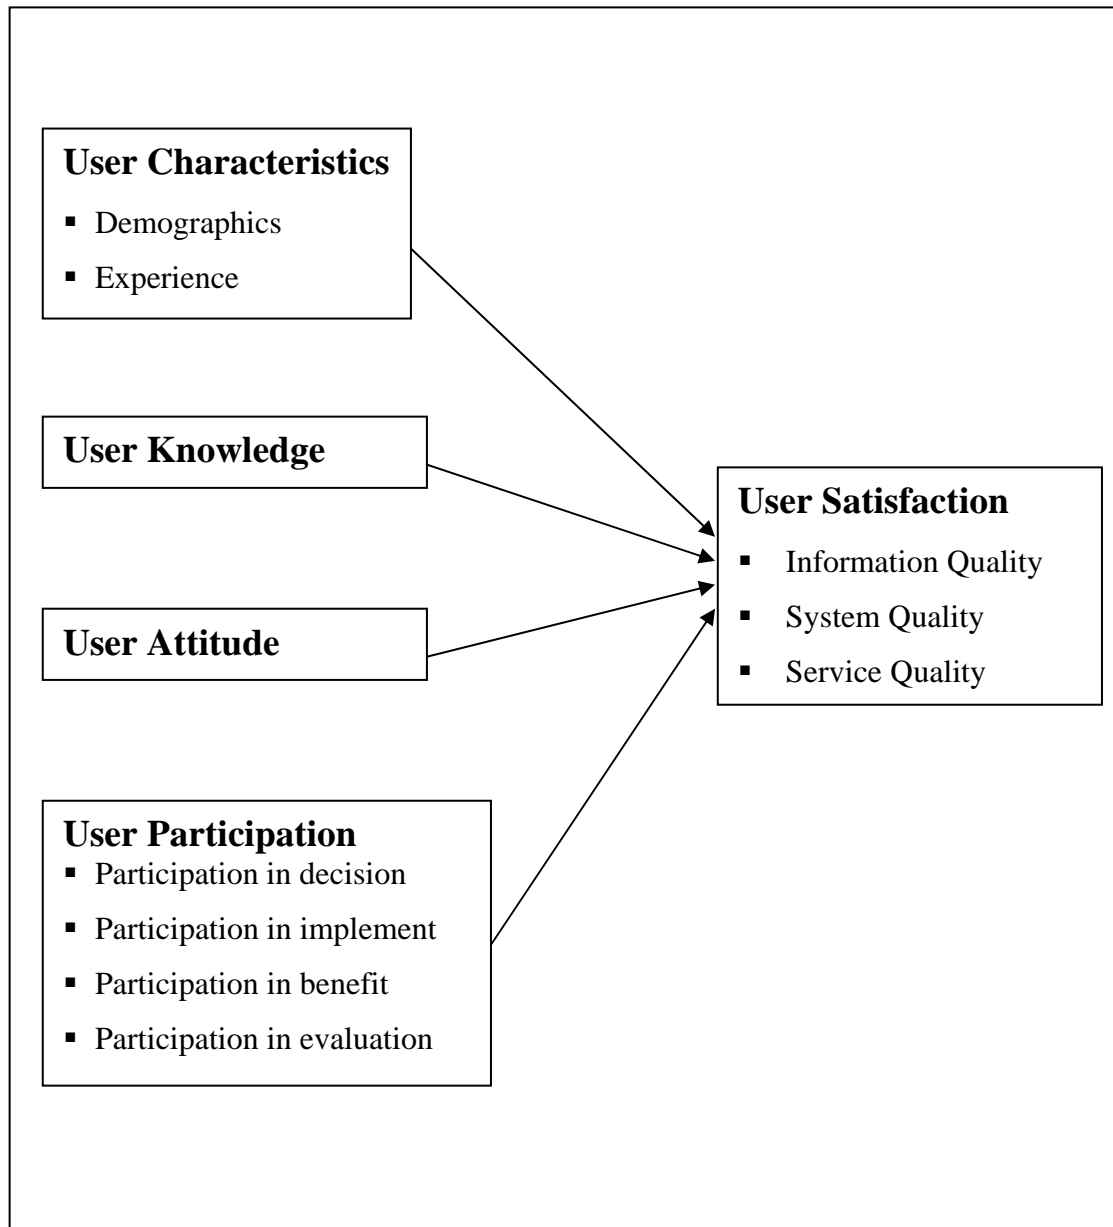 User Characteristics
▪ Demographics
▪ Experience
User Knowledge
User Attitude
User Participation
▪ Participation in decision
▪ Participation in implement
▪ Participation in benefit
▪ Participation in evaluation
User Satisfaction
▪ Information Quality
▪ System Quality
▪ Service Quality